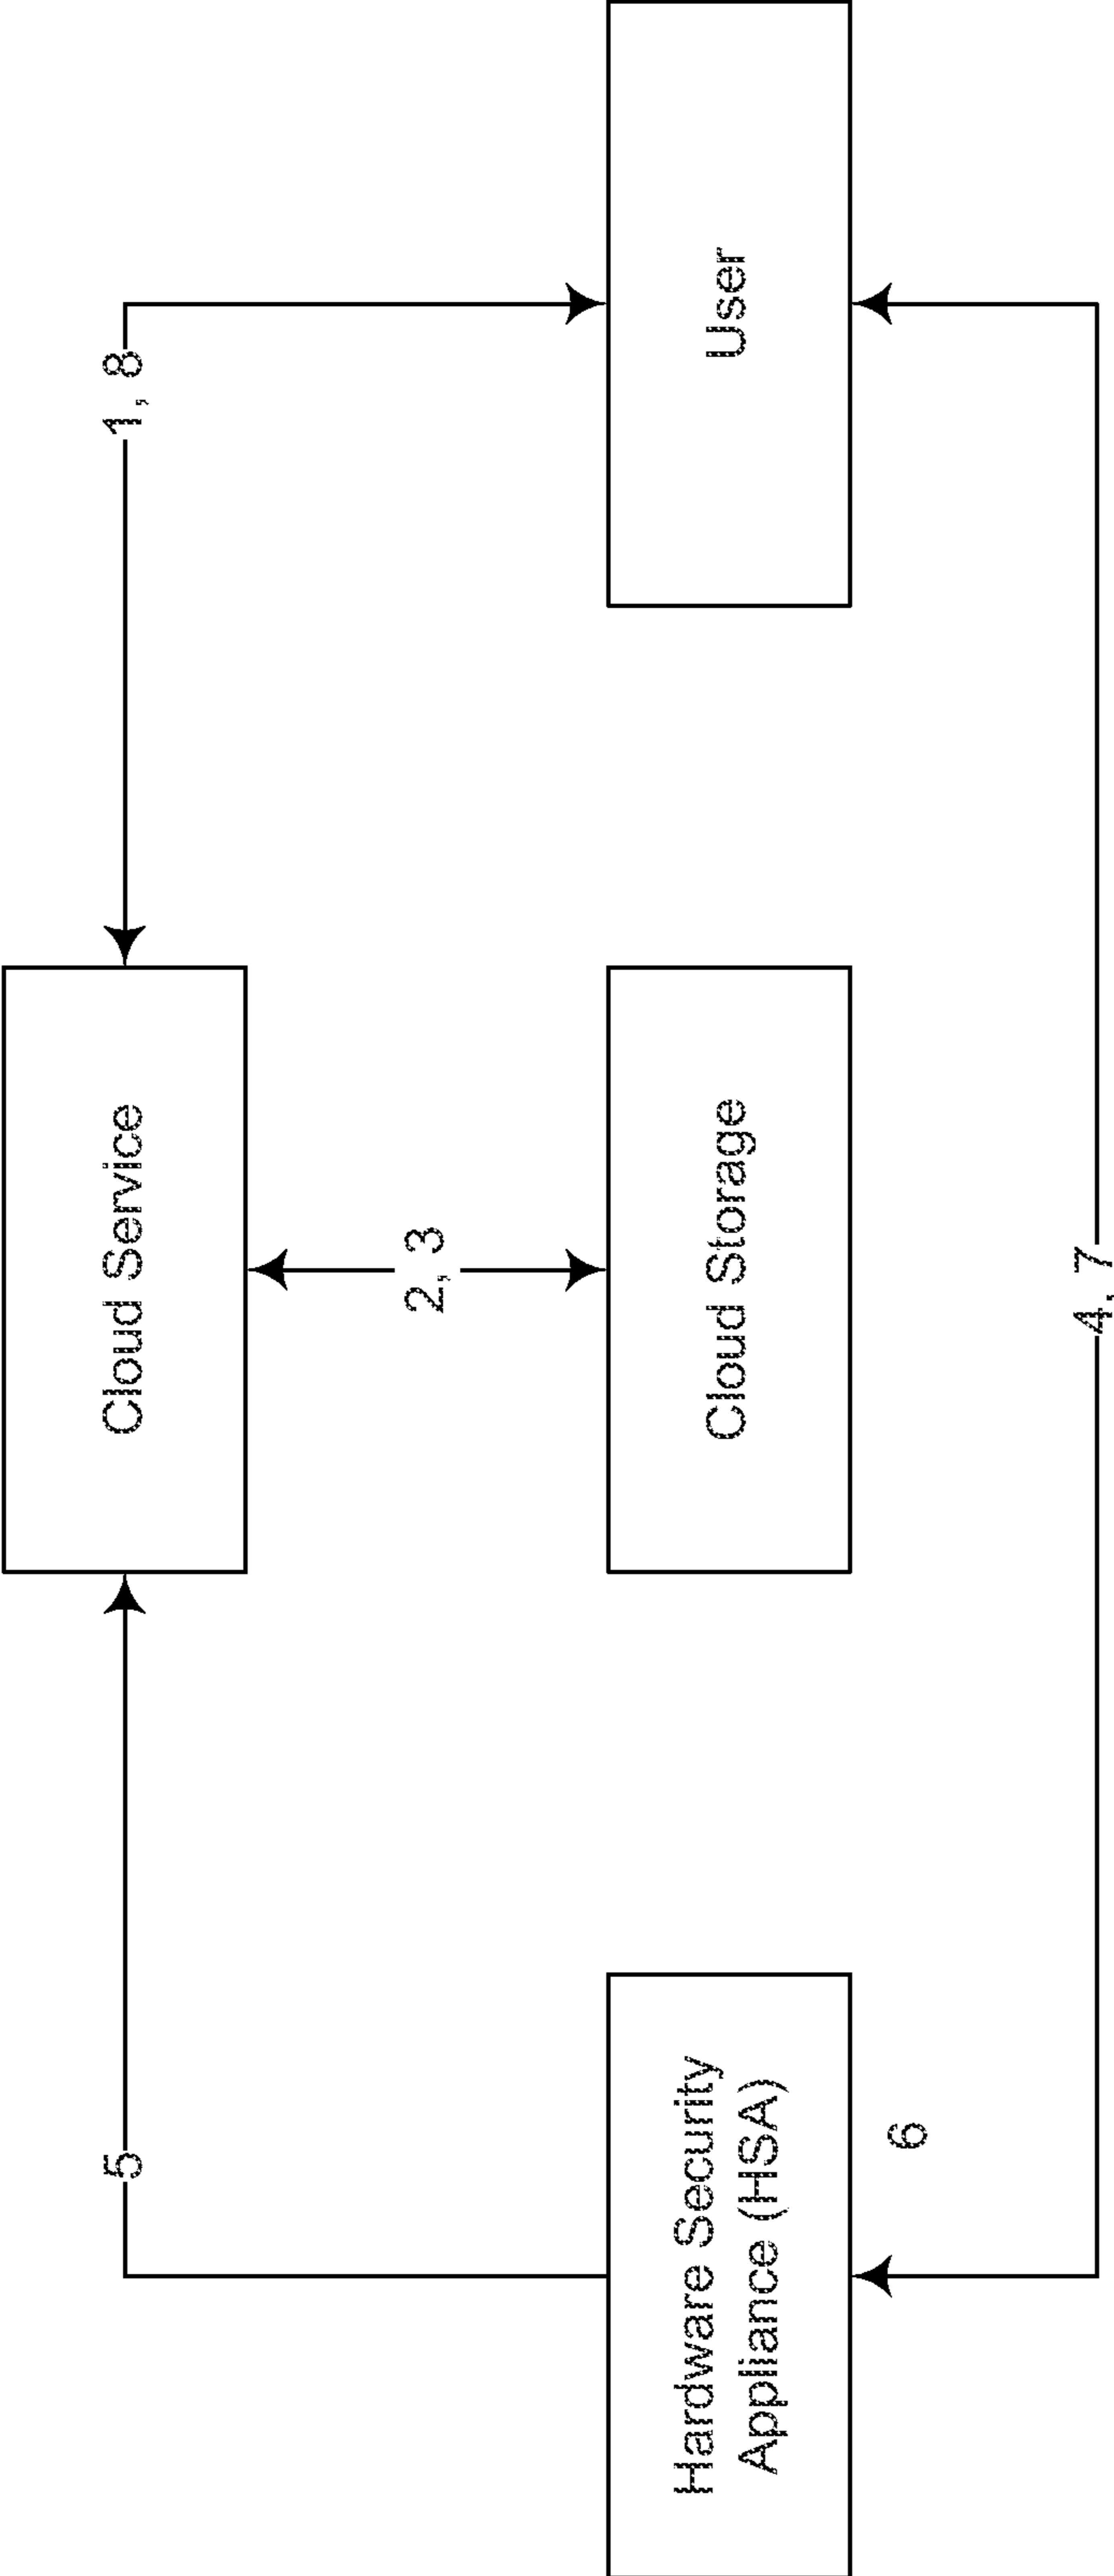 Cloud Service
5
1, 8
2, 3
Hardware Security
Appliance (HSA)
Cloud Storage
User
6
4, 7